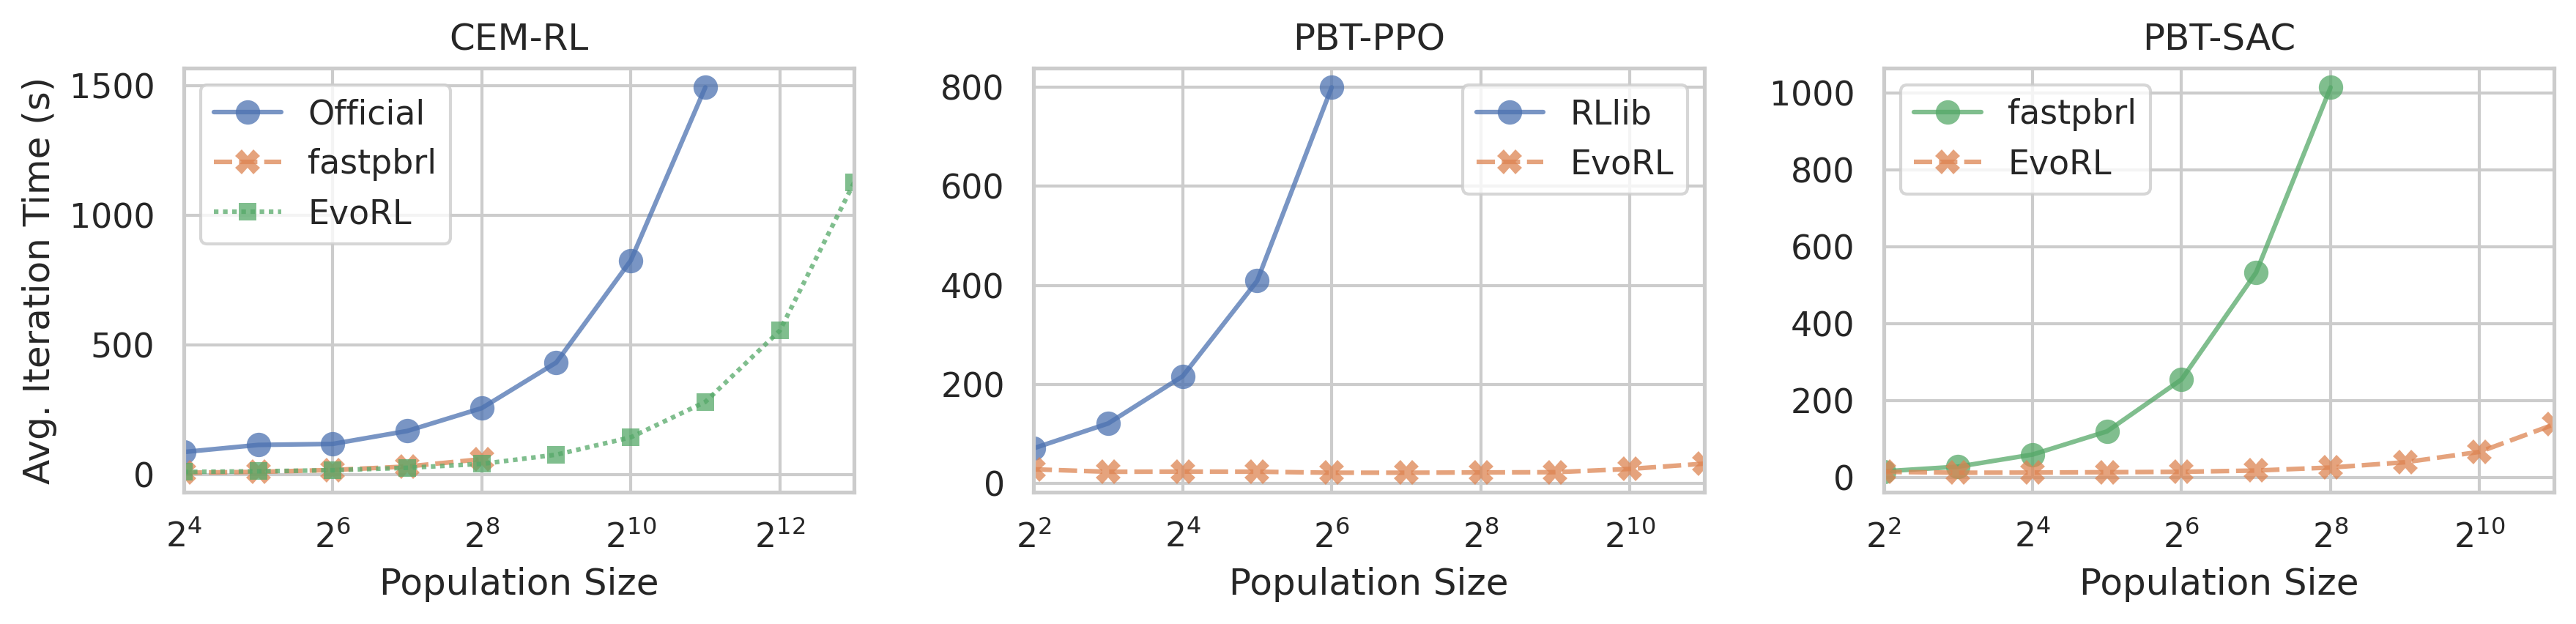 CEM-RL
Avg. Iteration Time (s)
1500
1000
500
0
Official
fastpbrl
EvoRL
2⁴ 2⁶ 2⁸ 2¹⁰ 2¹²
Population Size
PBT-PPO
800
600
400
200
0
RLlib
EvoRL
2² 2⁴ 2⁶ 2⁸ 2¹⁰
Population Size
PBT-SAC
1000
800
600
400
200
0
fastpbrl
EvoRL
2² 2⁴ 2⁶ 2⁸ 2¹⁰
Population Size